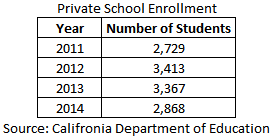 Private School Enrollment
Year Number of Students
2011 2,729
2012 3,413
2013 3,367
2014 2,868
Source: Califronia Department of Education